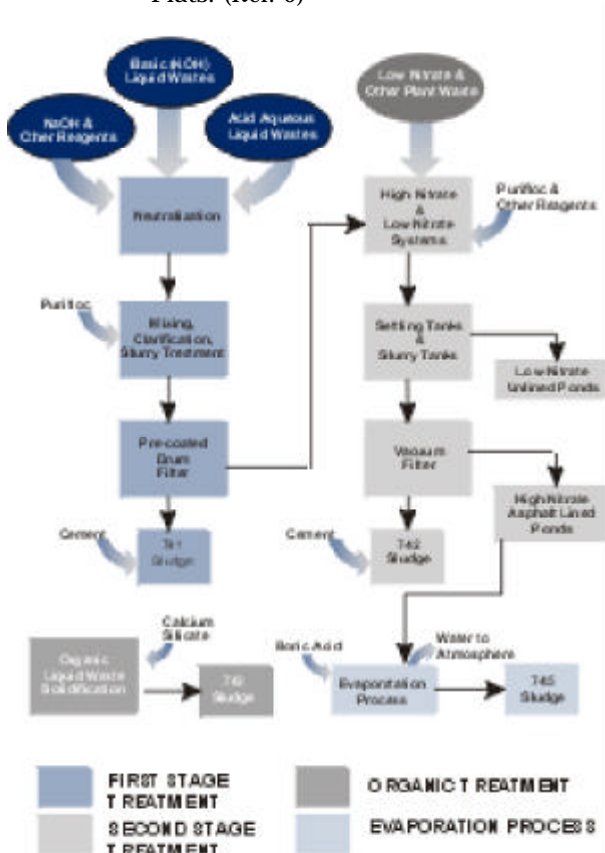 Flats. (Ref. 6)
Basic (KOH)
Liquid Wastes
NaOH &
Other Reagents
Acid Aqueous
Liquid Wastes
Low Nitrate &
Other Plant Waste
Neutralization
High Nitrate
&
Low Nitrate
Systems
Purifloc &
Other Reagents
Purifloc
Mixing,
Clarification,
Slurry Treatment
Settling Tanks
&
Slurry Tanks
Low Nitrate
Unlined Ponds
Pre-coated
Drum
Filter
Vacuum
Filter
High Nitrate
Asphalt Lined
Ponds
Cement
741
Sludge
Cement
742
Sludge
Calcium
Silicate
Organic
Liquid Waste
Solidification
743
Sludge
Boric Acid
Water to
Atmosphere
Evaporation
Process
745
Sludge
FIRST STAGE
TREATMENT
ORGANIC TREATMENT
SECOND STAGE
TREATMENT
EVAPORATION PROCESS